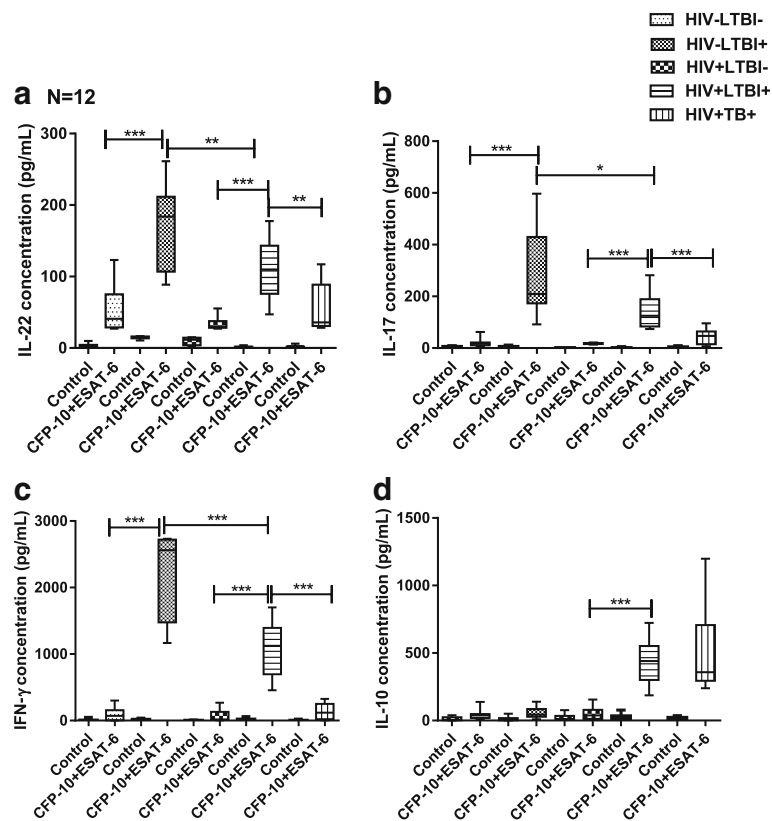 HIV-LTBI-
HIV-LTBI+
HIV+LTBI-
HIV+LTBI+
HIV+TB+
a N=12
IL-22 concentration (pg/mL)
300
200
100
0
***
**
***
**
Control
CFP-10+ESAT-6
Control
CFP-10+ESAT-6
Control
CFP-10+ESAT-6
Control
CFP-10+ESAT-6
Control
CFP-10+ESAT-6
b
IL-17 concentration (pg/mL)
800
600
400
200
0
***
*
***
***
Control
CFP-10+ESAT-6
Control
CFP-10+ESAT-6
Control
CFP-10+ESAT-6
Control
CFP-10+ESAT-6
Control
CFP-10+ESAT-6
c
IFN-γ concentration (pg/mL)
3000
2000
1000
0
***
***
***
***
Control
CFP-10+ESAT-6
Control
CFP-10+ESAT-6
Control
CFP-10+ESAT-6
Control
CFP-10+ESAT-6
Control
CFP-10+ESAT-6
d
IL-10 concentration (pg/mL)
1500
1000
500
0
***
Control
CFP-10+ESAT-6
Control
CFP-10+ESAT-6
Control
CFP-10+ESAT-6
Control
CFP-10+ESAT-6
Control
CFP-10+ESAT-6